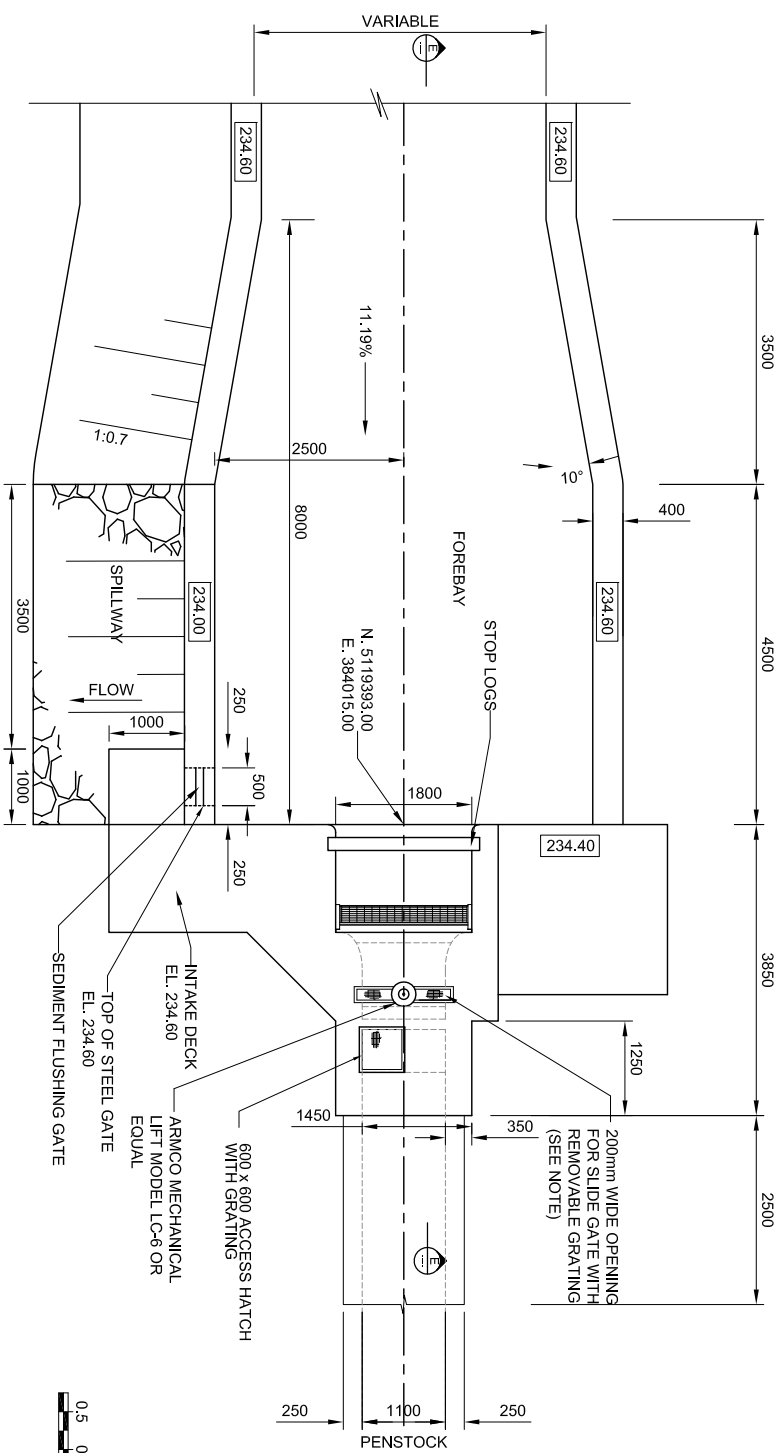 VARIABLE
E
i
234.60
234.60
3500
4500
3850
2500
11.19%
10°
400
234.60
1:0.7
2500
8000
FOREBAY
STOP LOGS
N. 5119393.00
E. 384015.00
1800
234.40
SPILLWAY
FLOW
234.00
3500
1000
1000
250
500
250
1250
200mm WIDE OPENING
FOR SLIDE GATE WITH
REMOVABLE GRATING
(SEE NOTE)
350
1450
600 x 600 ACCESS HATCH
WITH GRATING
ARMCO MECHANICAL
LIFT MODEL LC-6 OR
EQUAL
INTAKE DECK
EL. 234.60
TOP OF STEEL GATE
EL. 234.60
SEDIMENT FLUSHING GATE
E
i
250
1100
250
PENSTOCK
0.5